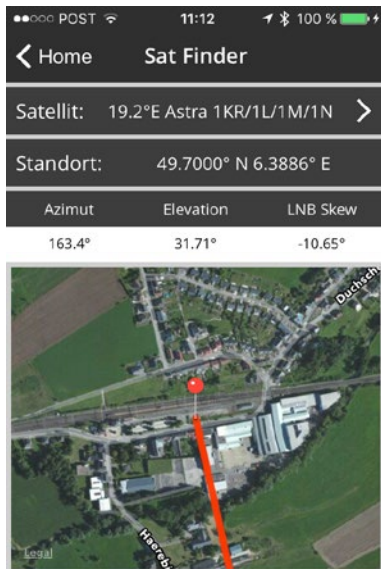 POST 11:12 100 %
Home Sat Finder
Satellit: 19.2°E Astra 1KR/1L/1M/1N
Standort: 49.7000° N 6.3886° E
Azimut Elevation LNB Skew
163.4° 31.71° -10.65°
Duchsch
Haereb
Legal